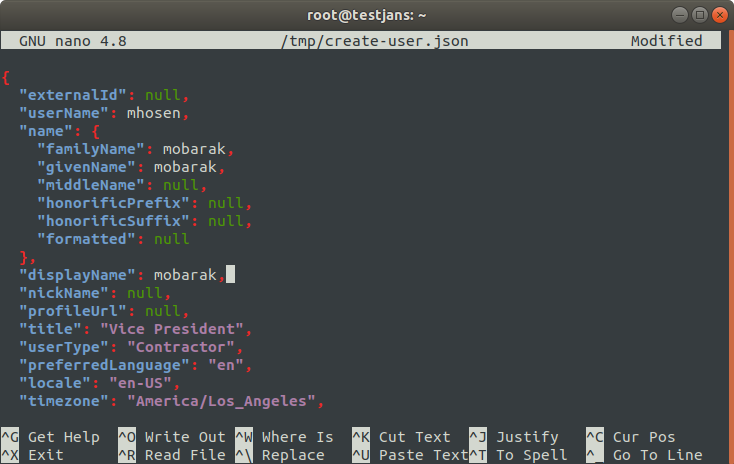 root@testjans: ~
GNU nano 4.8 /tmp/create-user.json Modified
{
"externalId": null,
"userName": mhosen,
"name": {
"familyName": mobarak,
"givenName": mobarak,
"middleName": null,
"honorificPrefix": null,
"honorificSuffix": null,
"formatted": null
},
"displayName": mobarak,
"nickName": null,
"profileUrl": null,
"title": "Vice President",
"userType": "Contractor",
"preferredLanguage": "en",
"locale": "en-US",
"timezone": "America/Los_Angeles",
^G Get Help ^O Write Out ^W Where Is ^K Cut Text ^J Justify ^C Cur Pos
^X Exit ^R Read File ^\ Replace ^U Paste Text ^T To Spell ^_ Go To Line